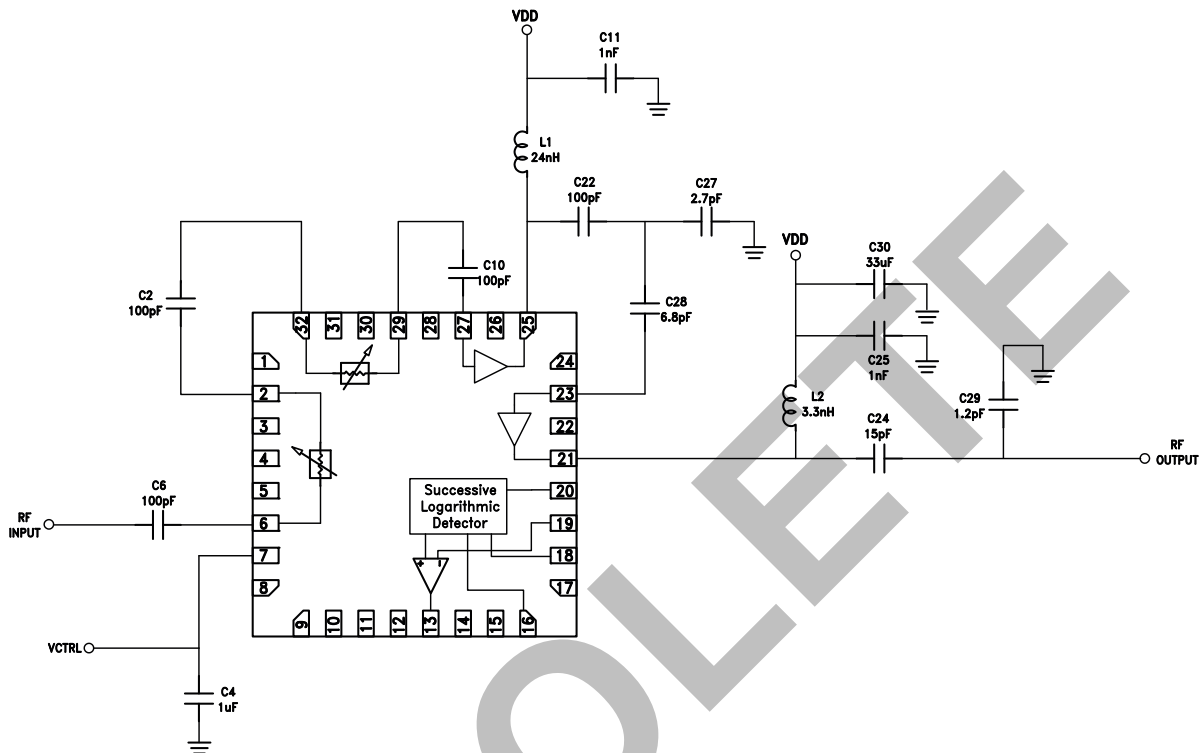 VDD
C11
1nF
L1
24nH
C22
100pF
C27
2.7pF
VDD
C30
33uF
C10
100pF
C2
100pF
C28
6.8pF
C25
1nF
L2
3.3nH
C29
1.2pF
C24
15pF
RF
OUTPUT
32
31
30
29
28
27
26
25
1
2
3
4
5
6
7
8
24
23
22
21
20
19
18
17
Successive
Logarithmic
Detector
+ -
9
10
11
12
13
14
15
16
C6
100pF
RF
INPUT
VCTRL
C4
1uF
OLETE